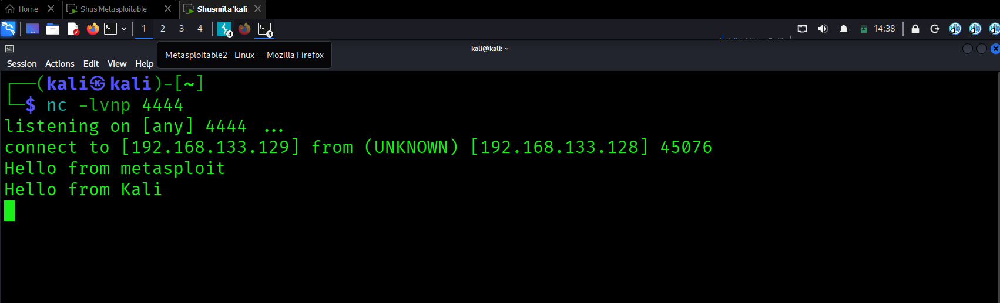 Home
Shus'Metasploitable
Shusmita'kali
1 2 3 4
4
3
14:38
Metasploitable2 - Linux — Mozilla Firefox
kali@kali: ~
Session Actions Edit View Help
┌──(kali㉿kali)-[~]
└─$ nc -lvnp 4444
listening on [any] 4444 ...
connect to [192.168.133.129] from (UNKNOWN) [192.168.133.128] 45076
Hello from metasploit
Hello from Kali